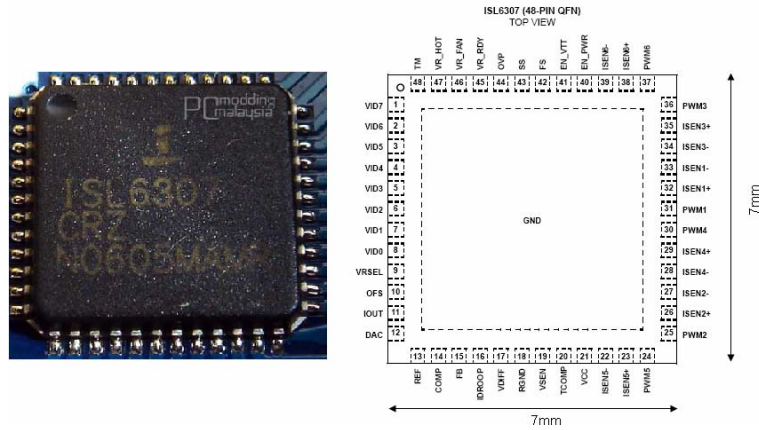 ISL6307 (48-PIN QFN)
TOP VIEW
PC modding
malaysia
ISL6307
CRZ
TM
VR_HOT
VR_FAN
VR_RDY
OVP
SS
FS
EN_VTT
EN_PWR
ISEN6-
ISEN6+
PWM6
48 47 46 45 44 43 42 41 40 39 38 37
VID7 1
VID6 2
VID5 3
VID4 4
VID3 5
VID2 6
VID1 7
VID0 8
VRSEL 9
OFS 10
IOUT 11
DAC 12
GND
36 PWM3
35 ISEN3+
34 ISEN3-
33 ISEN1-
32 ISEN1+
31 PWM1
30 PWM4
29 ISEN4+
28 ISEN4-
27 ISEN2-
26 ISEN2+
25 PWM2
7mm
13 14 15 16 17 18 19 20 21 22 23 24
REF
COMP
FB
IDROOP
VDIFF
RGND
VSEN
TCOMP
VCC
ISEN5-
ISEN5+
PWM5
7mm